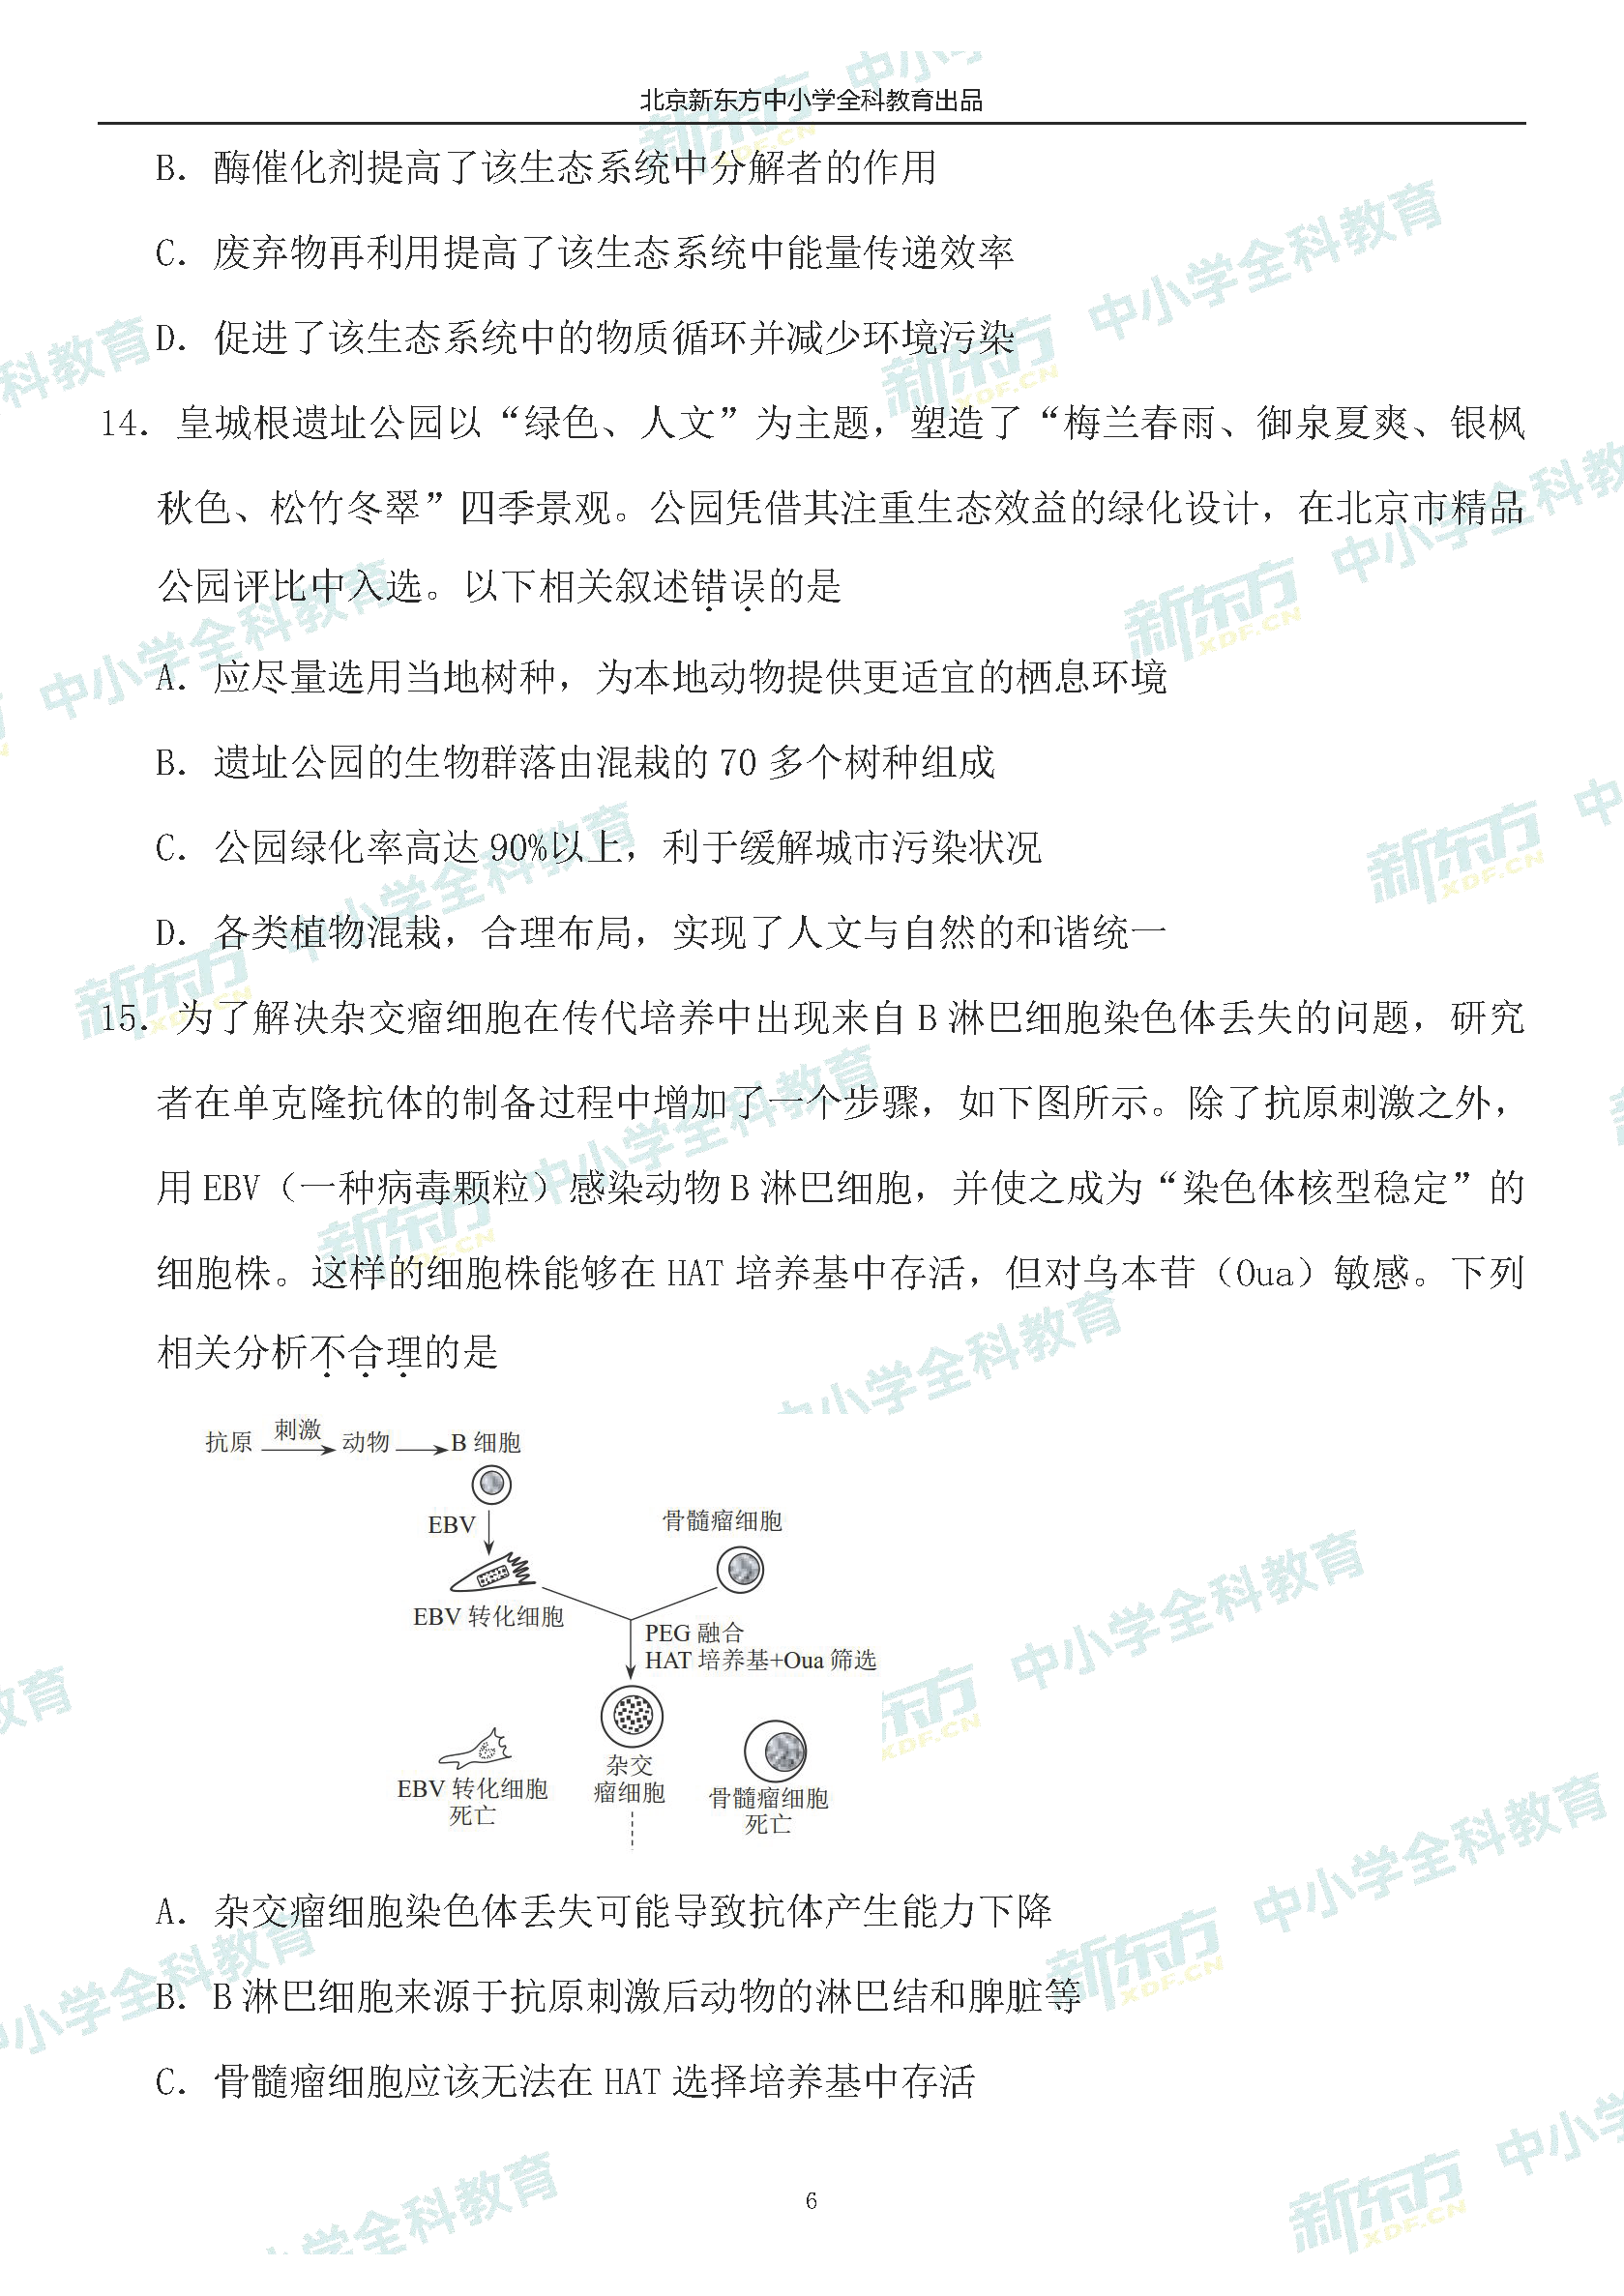 北京新东方中小学全科教育出品
B. 酶催化剂提高了该生态系统中分解者的作用
C. 废弃物再利用提高了该生态系统中能量传递效率
D. 促进了该生态系统中的物质循环并减少环境污染
14. 皇城根遗址公园以“绿色、人文”为主题，塑造了“梅兰春雨、御泉夏爽、银枫
秋色、松竹冬翠”四季景观。公园凭借其注重生态效益的绿化设计，在北京市精品
公园评比中入选。以下相关叙述错误的是
A. 应尽量选用当地树种，为本地动物提供更适宜的栖息环境
B. 遗址公园的生物群落由混栽的 70 多个树种组成
C. 公园绿化率高达 90%以上，利于缓解城市污染状况
D. 各类植物混栽，合理布局，实现了人文与自然的和谐统一
15. 为了解决杂交瘤细胞在传代培养中出现来自 B 淋巴细胞染色体丢失的问题，研究
者在单克隆抗体的制备过程中增加了一个步骤，如下图所示。除了抗原刺激之外，
用 EBV（一种病毒颗粒）感染动物 B 淋巴细胞，并使之成为“染色体核型稳定”的
细胞株。这样的细胞株能够在 HAT 培养基中存活，但对乌本苷（Oua）敏感。下列
相关分析不合理的是
抗原 刺激 动物 B 细胞
EBV
骨髓瘤细胞
EBV 转化细胞
PEG 融合
HAT 培养基+Oua 筛选
EBV 转化细胞
死亡
杂交
瘤细胞
骨髓瘤细胞
死亡
A. 杂交瘤细胞染色体丢失可能导致抗体产生能力下降
B. B 淋巴细胞来源于抗原刺激后动物的淋巴结和脾脏等
C. 骨髓瘤细胞应该无法在 HAT 选择培养基中存活
6
新东方 XDF.CN 中小学全科教育